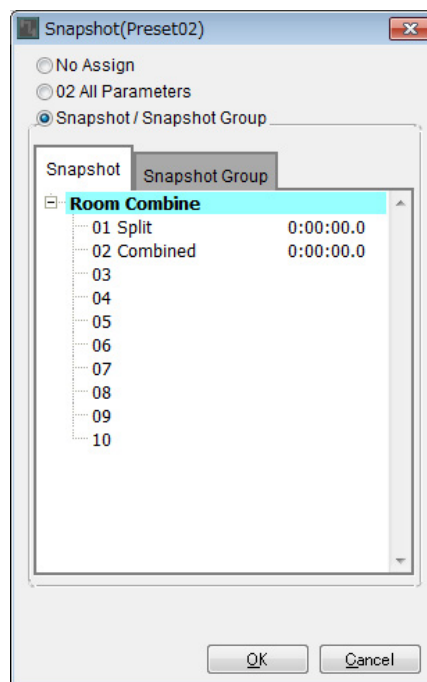 Snapshot(Preset02)
No Assign
02 All Parameters
Snapshot / Snapshot Group
Snapshot
Snapshot Group
Room Combine
01 Split 0:00:00.0
02 Combined 0:00:00.0
03
04
05
06
07
08
09
10
OK Cancel